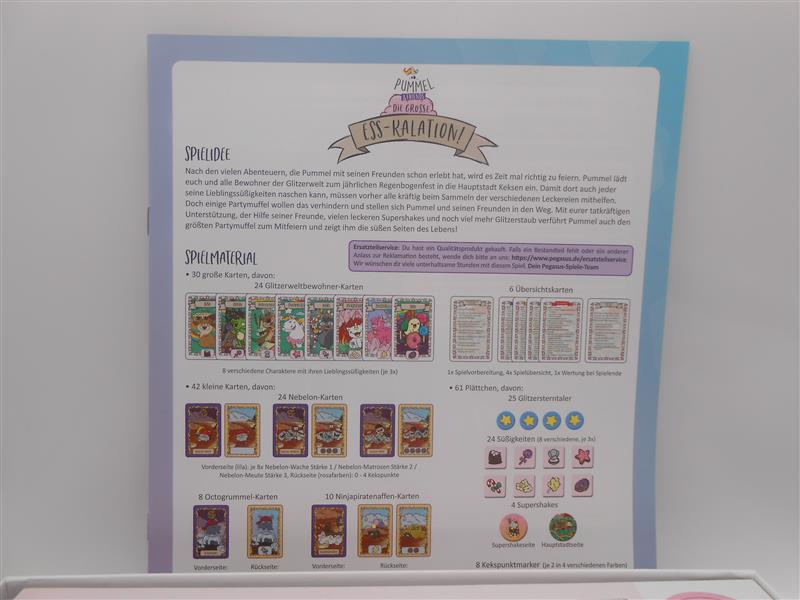 PUMMEL
DIE GROSSE
ESS-KALATION!
SPIELIDEE
Nach den vielen Abenteuern, die Pummel mit seinen Freunden schon erlebt hat, wird es Zeit mal richtig zu feiern. Pummel lädt
euch und alle Bewohner der Glitzerwelt zum jährlichen Regenbogenfest in die Hauptstadt Keksen ein. Damit dort auch jeder
seine Lieblingssüßigkeiten naschen kann, müssen vorher alle kräftig beim Sammeln der verschiedenen Leckereien mithelfen.
Doch einige Partymuffel wollen das verhindern und stellen sich Pummel und seinen Freunden in den Weg. Mit eurer tatkräftigen
Unterstützung, der Hilfe seiner Freunde, vielen leckeren Supershakes und noch viel mehr Glitzerstaub verführt Pummel auch den
größten Partymuffel zum Mitfeiern und zeigt ihm die süßen Seiten des Lebens!
Ersatzteilservice: Du hast ein Qualitätsprodukt gekauft. Falls ein Bestandteil fehlt oder ein anderer
Anlass zur Reklamation besteht, wende dich bitte an uns: https://www.pegasus.de/ersatzteilservice.
Wir wünschen dir viele unterhaltsame Stunden mit diesem Spiel, Dein Pegasus-Spiele-Team
SPIELMATERIAL
• 30 große Karten, davon:
24 Glitzerweltbewohner-Karten
6 Übersichtskarten
8 verschiedene Charaktere mit ihren Lieblingssüßigkeiten (je 3x)
1x Spielvorbereitung, 4x Spielübersicht, 1x Wertung bei Spielende
• 42 kleine Karten, davon:
24 Nebelon-Karten
• 61 Plättchen, davon:
25 Glitzersterntaler
24 Süßigkeiten (8 verschiedene, je 3x)
Vorderseite (lila): je 8x Nebelon-Wache Stärke 1 / Nebelon-Matrosen Stärke 2 /
Nebelon-Meute Stärke 3, Rückseite (rosafarben): 0 - 4 Kekspunkte
4 Supershakes
8 Octogrummel-Karten
10 Ninjapiratenaffen-Karten
Supershakeseite
Hauptstadtseite
Vorderseite:
Rückseite:
Vorderseite:
Rückseite:
8 Kekspunktmarker (je 2 in 4 verschiedenen Farben)